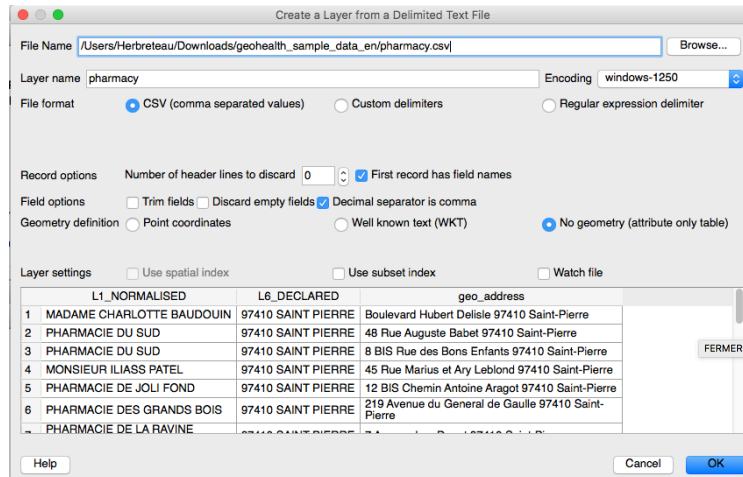 Create a Layer from a Delimited Text File
File Name /Users/Herbreteau/Downloads/geohealth_sample_data_en/pharmacy.csv Browse...
Layer name pharmacy Encoding windows-1250
File format CSV (comma separated values) Custom delimiters Regular expression delimiter
Record options Number of header lines to discard 0 First record has field names
Field options Trim fields Discard empty fields Decimal separator is comma
Geometry definition Point coordinates Well known text (WKT) No geometry (attribute only table)
Layer settings Use spatial index Use subset index Watch file
L1_NORMALISED L6_DECLARED geo_address
1 MADAME CHARLOTTE BAUDOUIN 97410 SAINT PIERRE Boulevard Hubert Delisle 97410 Saint-Pierre
2 PHARMACIE DU SUD 97410 SAINT PIERRE 48 Rue Auguste Babet 97410 Saint-Pierre
3 PHARMACIE DU SUD 97410 SAINT PIERRE 8 BIS Rue des Bons Enfants 97410 Saint-Pierre
FERMER
4 MONSIEUR ILIASS PATEL 97410 SAINT PIERRE 45 Rue Marius et Ary Leblond 97410 Saint-Pierre
5 PHARMACIE DE JOLI FOND 97410 SAINT PIERRE 12 BIS Chemin Antoine Aragot 97410 Saint-Pierre
6 PHARMACIE DES GRANDS BOIS 97410 SAINT PIERRE 219 Avenue du General de Gaulle 97410 Saint-
Pierre
PHARMACIE DE LA RAVINE
Help Cancel OK